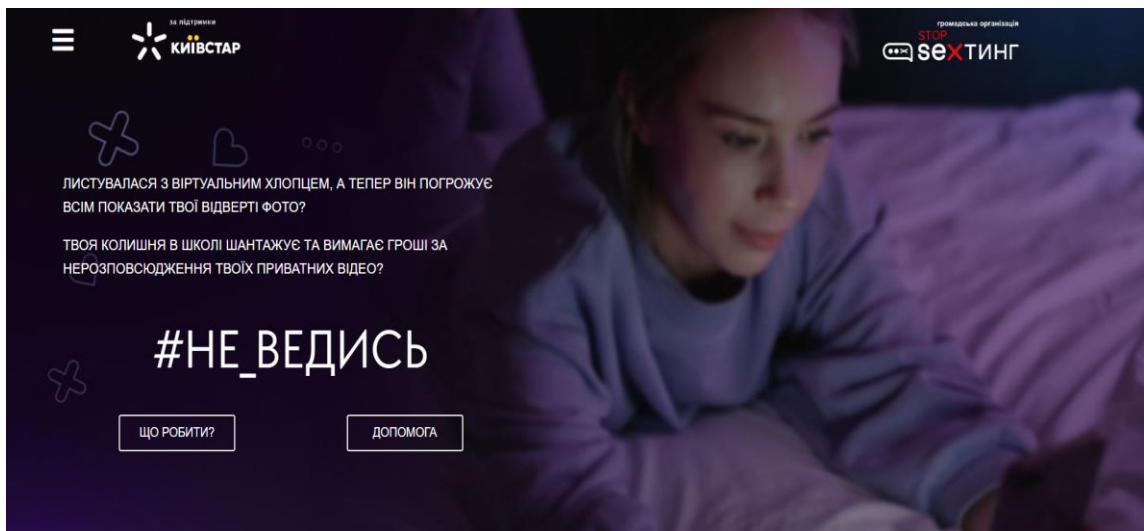 за підтримки
КИЇВСТАР
громадська організація
STOP
seXтинг
ЛИСТУВАЛАСЯ З ВІРТУАЛЬНИМ ХЛОПЦЕМ, А ТЕПЕР ВІН ПОГРОЖУЄ
ВСІМ ПОКАЗАТИ ТВОЇ ВІДВЕРТІ ФОТО?
ТВОЯ КОЛИШНЯ В ШКОЛІ ШАНТАЖУЄ ТА ВИМАГАЄ ГРОШІ ЗА
НЕРОЗПОВСЮДЖЕННЯ ТВОЇХ ПРИВАТНИХ ВІДЕО?
#НЕ_ВЕДИСЬ
ЩО РОБИТИ?
ДОПОМОГА